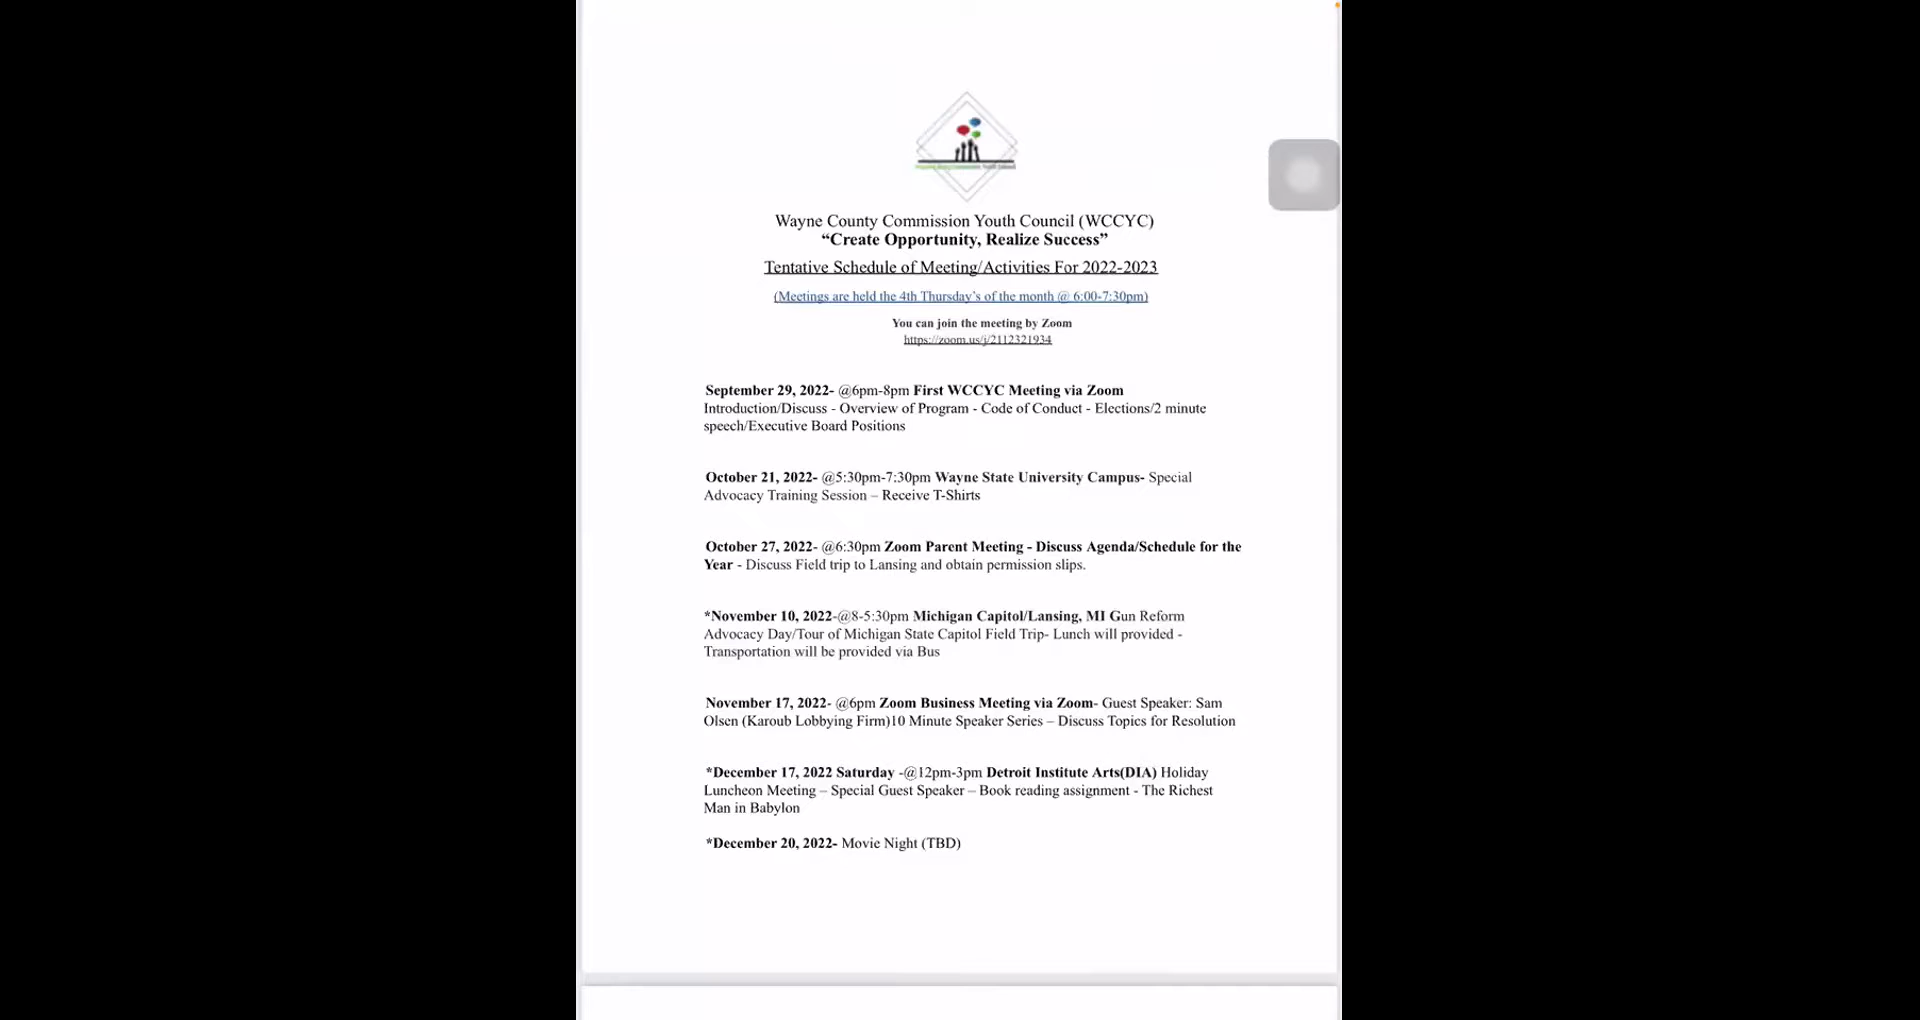 Wayne County Commission Youth Council (WCCYC)
“Create Opportunity, Realize Success”
Tentative Schedule of Meeting/Activities For 2022-2023
(Meetings are held the 4th Thursday’s of the month @ 6:00-7:30pm)
You can join the meeting by Zoom
https://zoom.us/j/2112321934
September 29, 2022- @6pm-8pm First WCCYC Meeting via Zoom
Introduction/Discuss - Overview of Program - Code of Conduct - Elections/2 minute
speech/Executive Board Positions
October 21, 2022- @5:30pm-7:30pm Wayne State University Campus- Special
Advocacy Training Session – Receive T-Shirts
October 27, 2022- @6:30pm Zoom Parent Meeting - Discuss Agenda/Schedule for the
Year - Discuss Field trip to Lansing and obtain permission slips.
*November 10, 2022-@8-5:30pm Michigan Capitol/Lansing, MI Gun Reform
Advocacy Day/Tour of Michigan State Capitol Field Trip- Lunch will provided -
Transportation will be provided via Bus
November 17, 2022- @6pm Zoom Business Meeting via Zoom- Guest Speaker: Sam
Olsen (Karoub Lobbying Firm)10 Minute Speaker Series – Discuss Topics for Resolution
*December 17, 2022 Saturday -@12pm-3pm Detroit Institute Arts(DIA) Holiday
Luncheon Meeting – Special Guest Speaker – Book reading assignment - The Richest
Man in Babylon
*December 20, 2022- Movie Night (TBD)